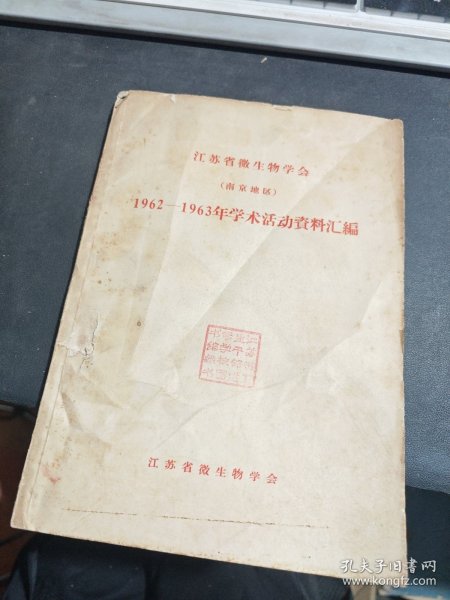 江苏省微生物学会
(南京地区)
1962—1963年学术活动資料汇編
江苏省微生物学会
孔夫子旧书网
www.kongfz.com